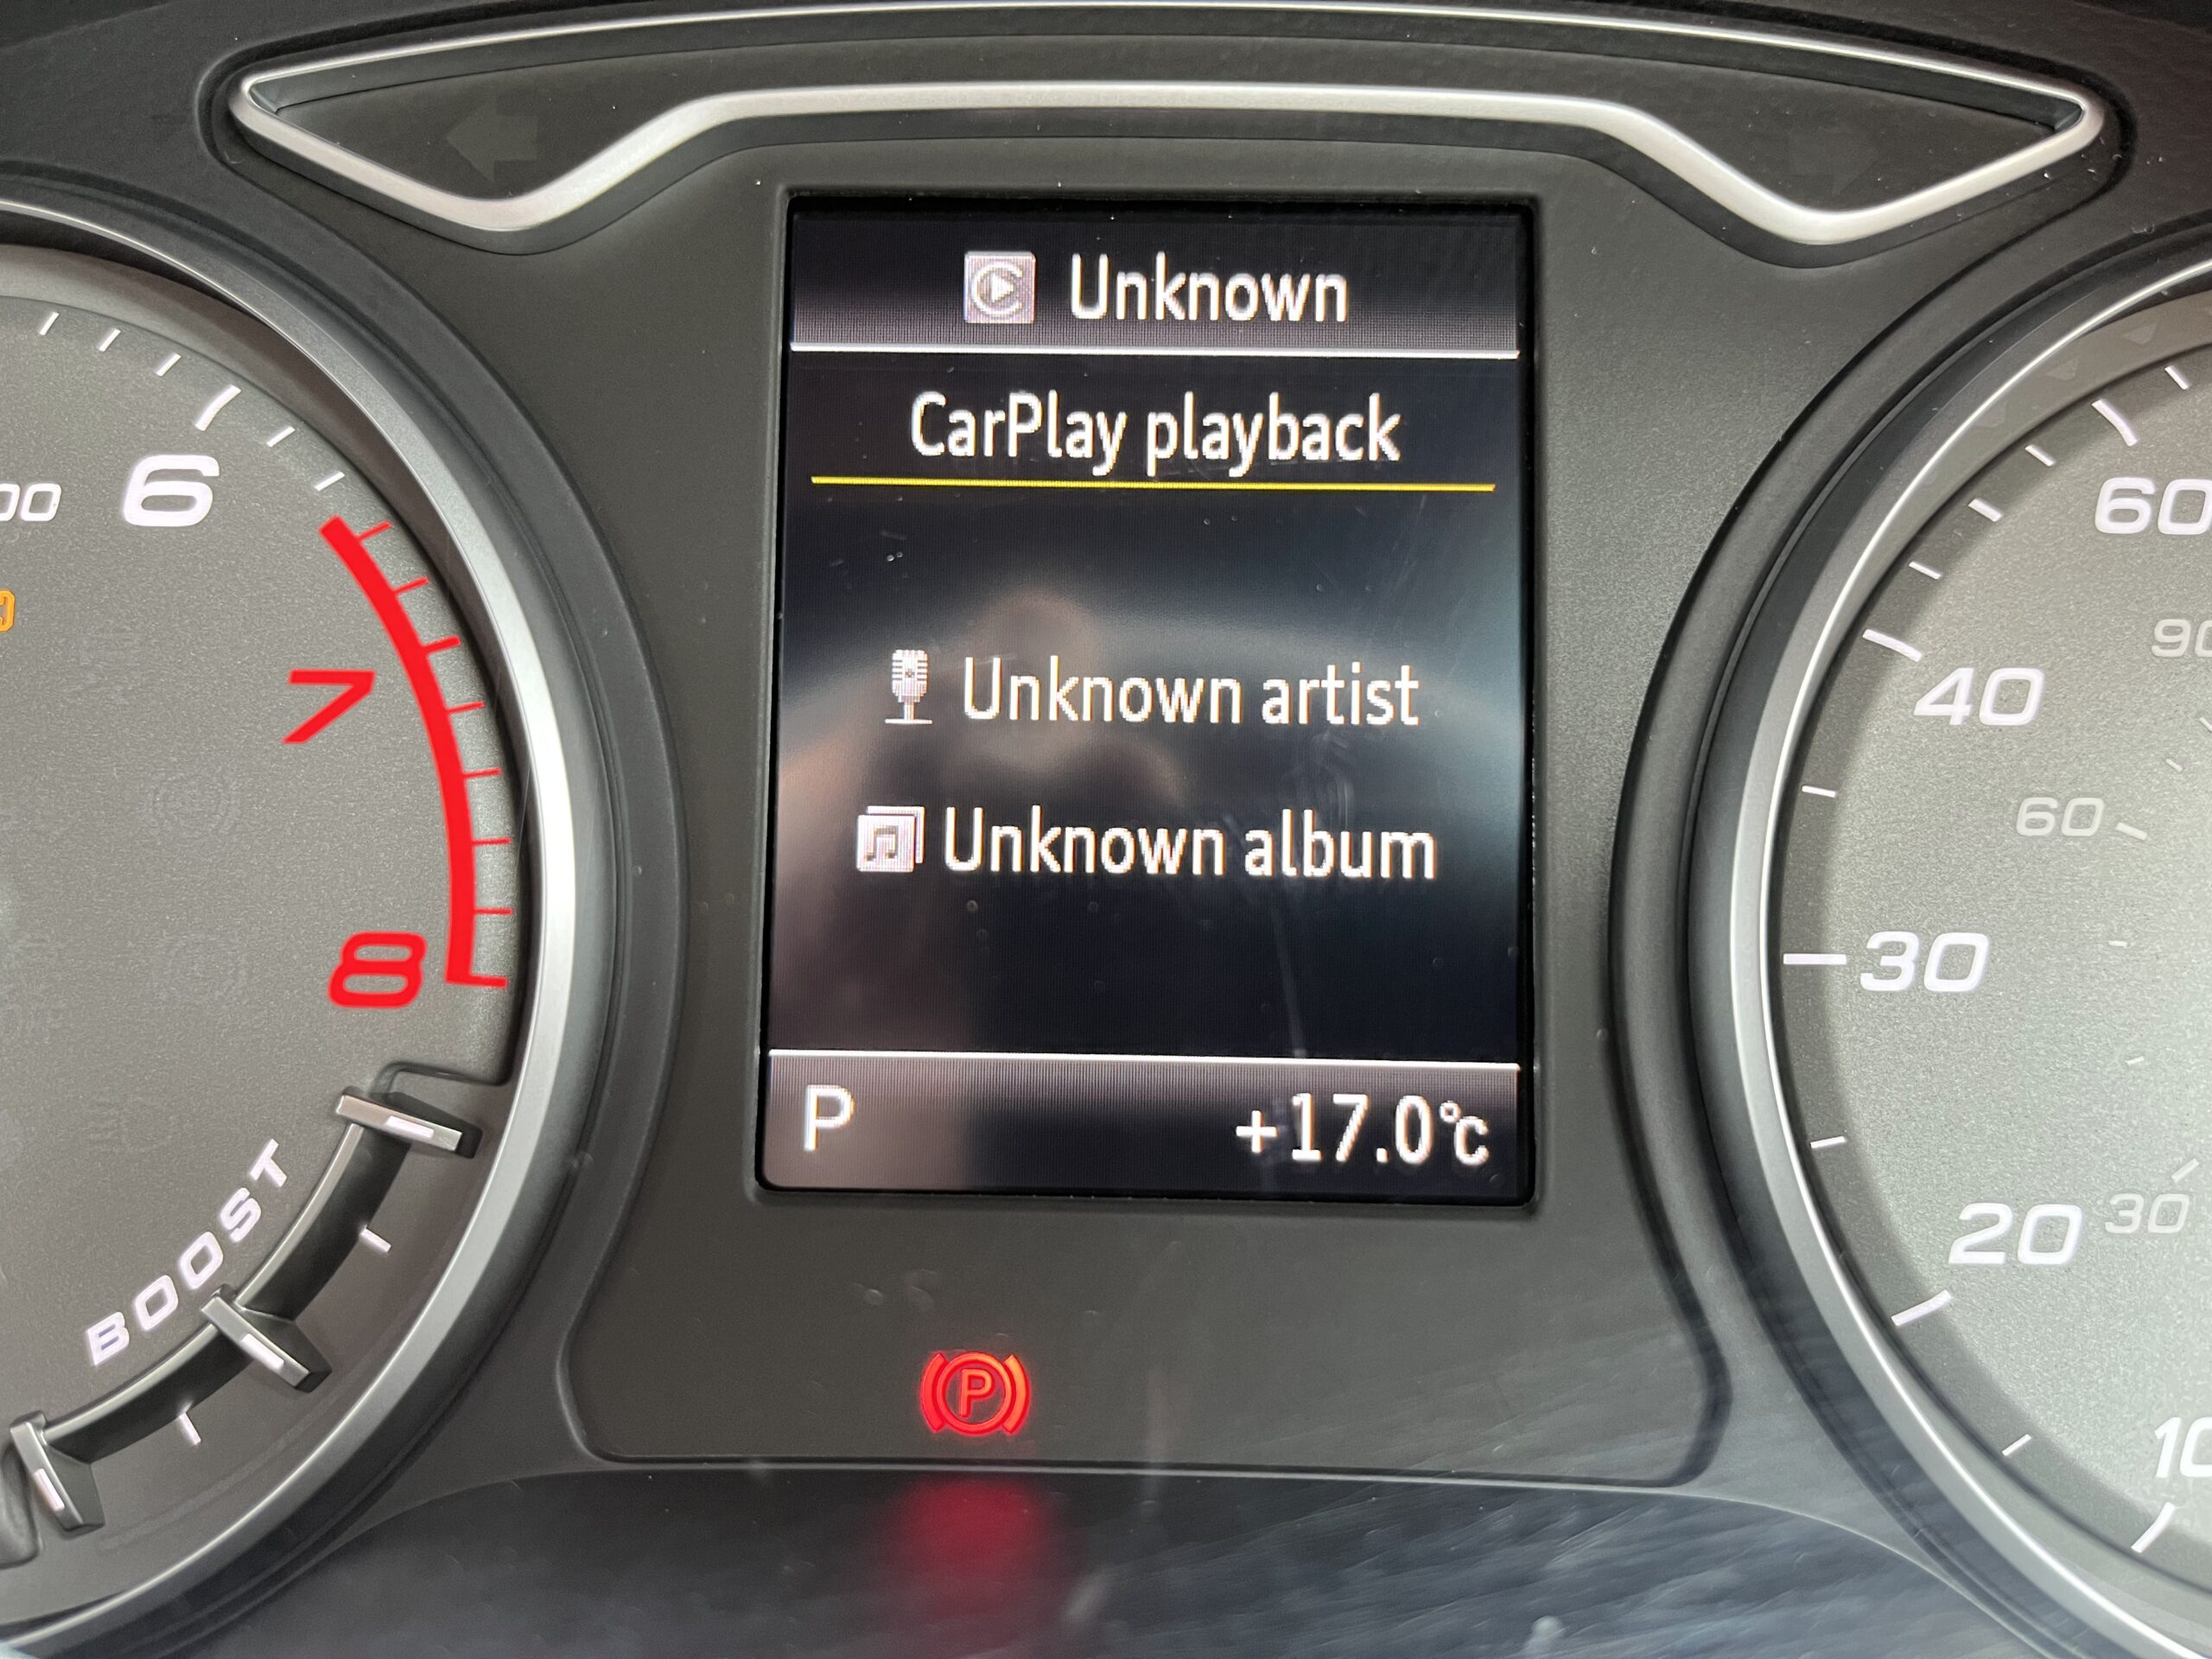 Unknown
CarPlay playback
Unknown artist
Unknown album
P
+17.0°C
6
7
8
BOOST
P
60
40
60
30
20
30